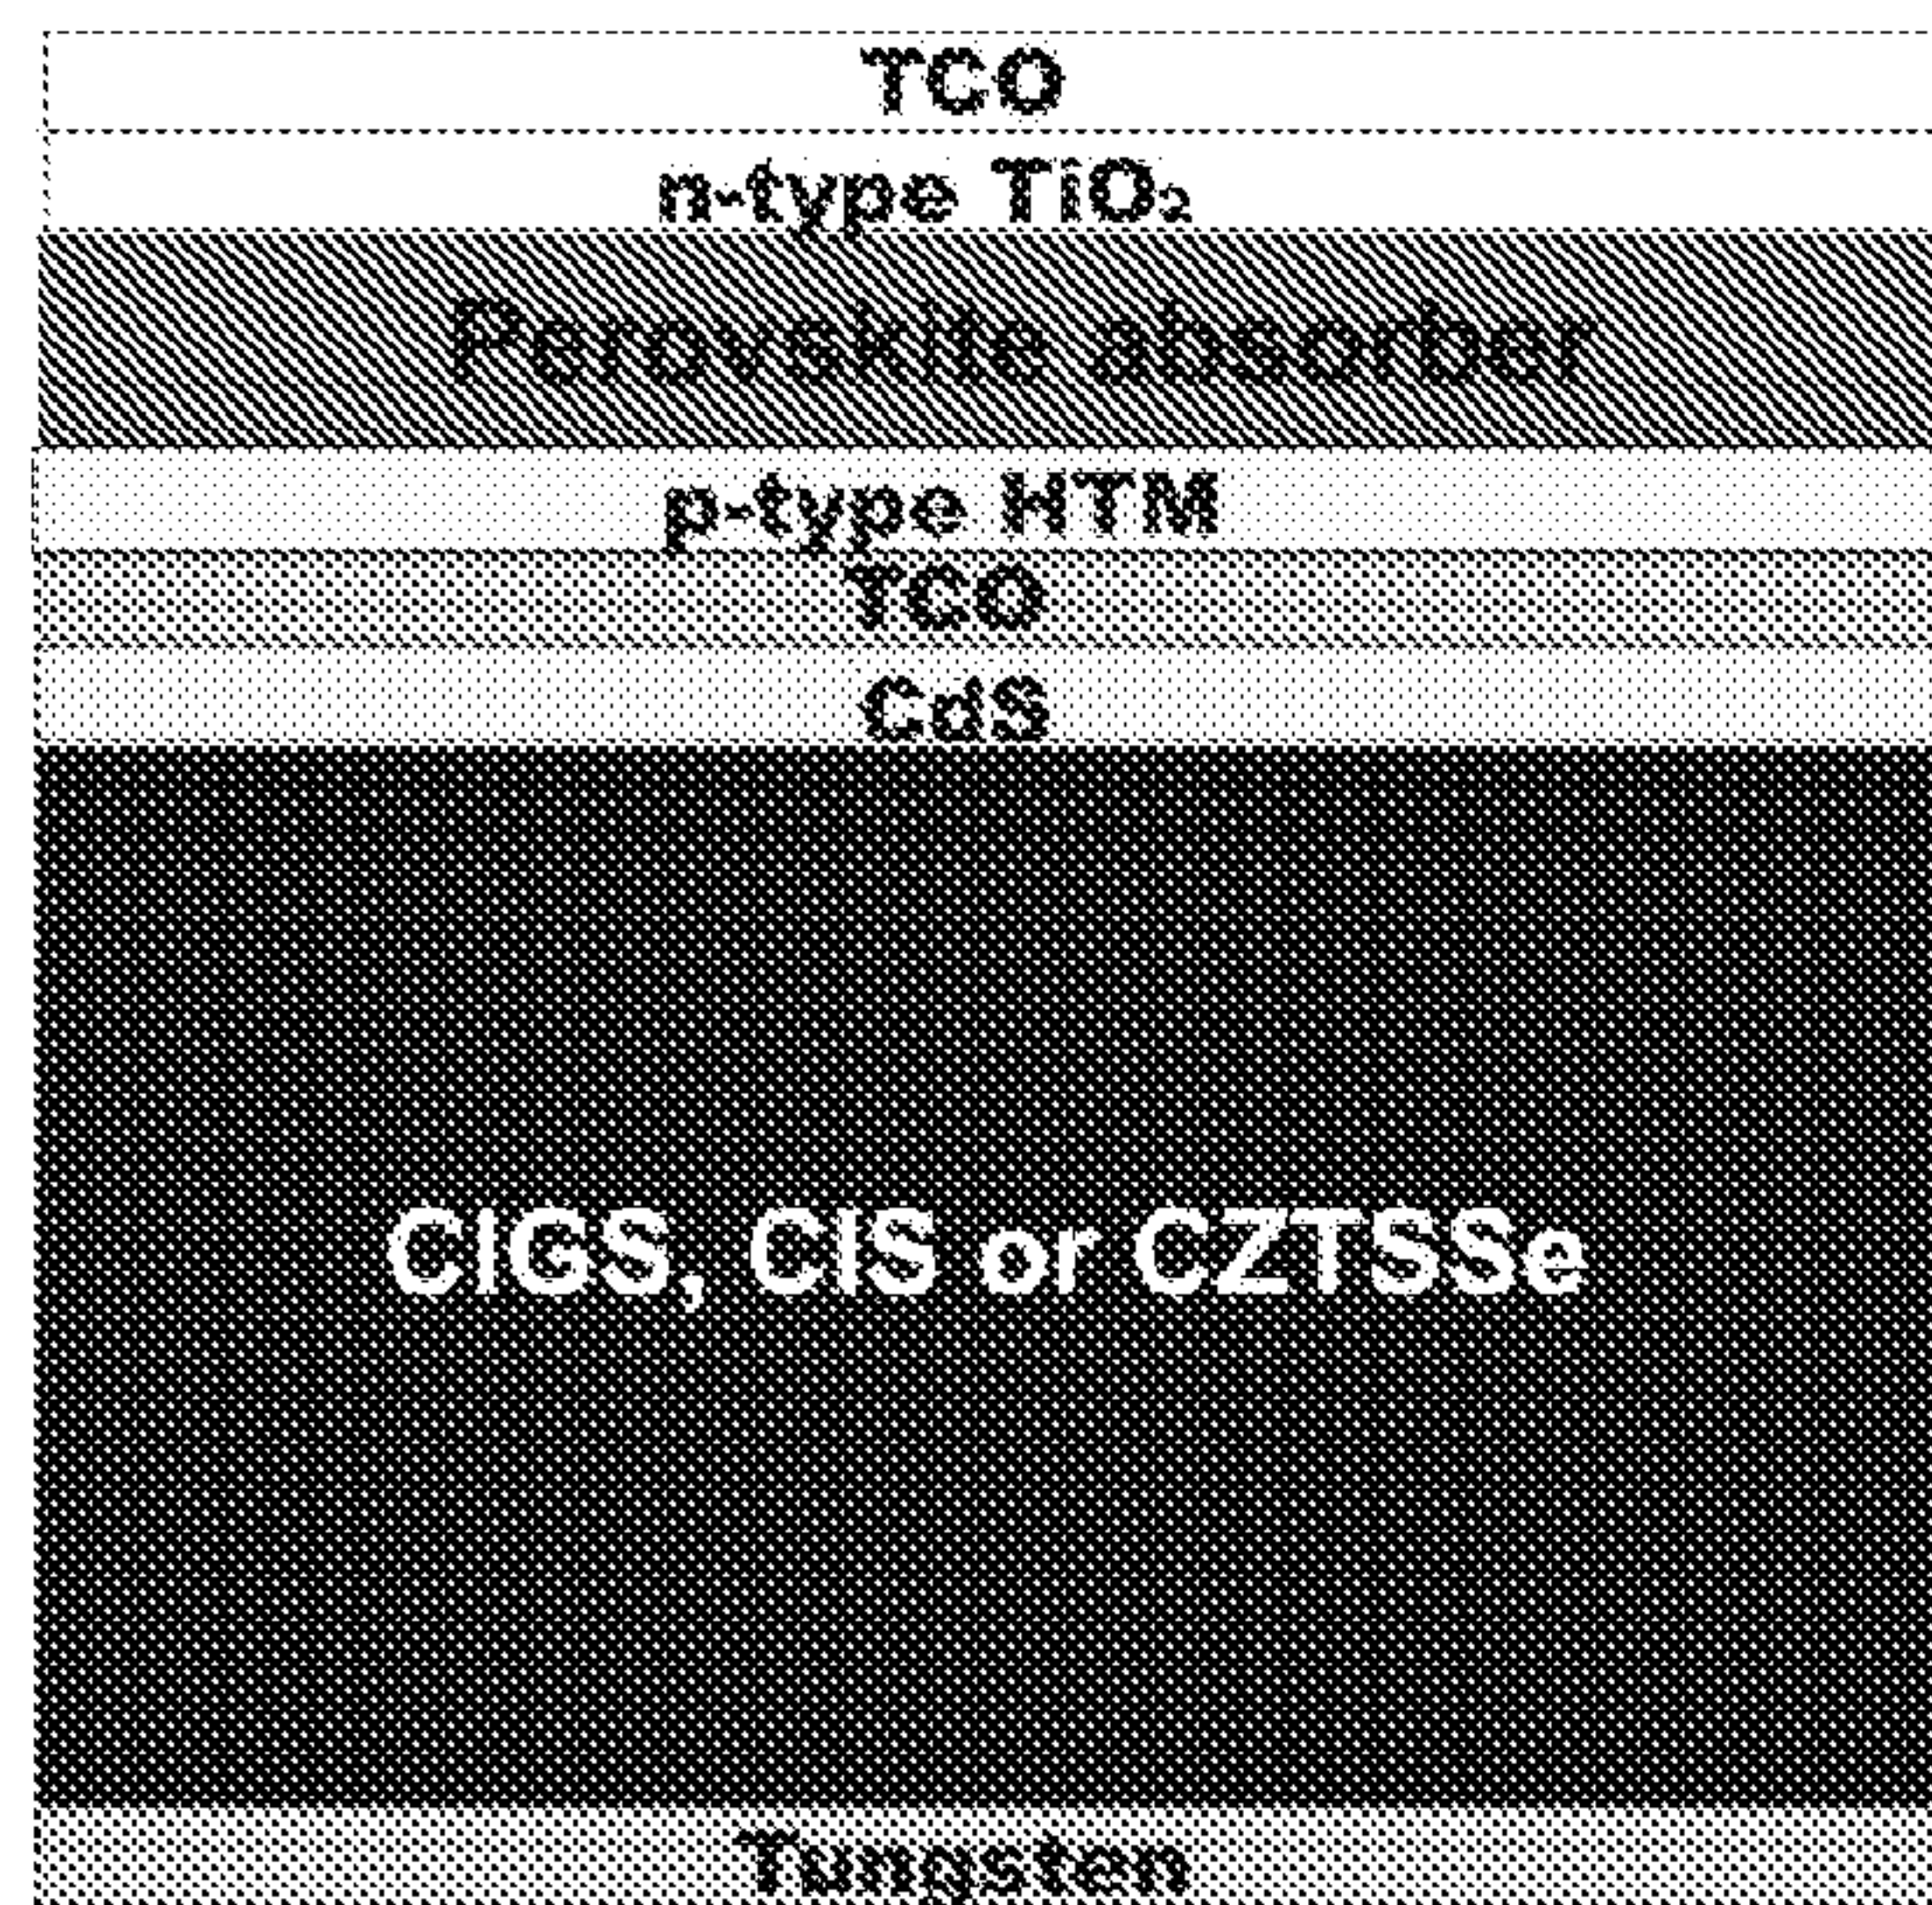 TCO
n-type TiO₂
Perovskite absorber
p-type HTM
TCO
CdS
CIGS, CIS or CZTSSe
Tungsten